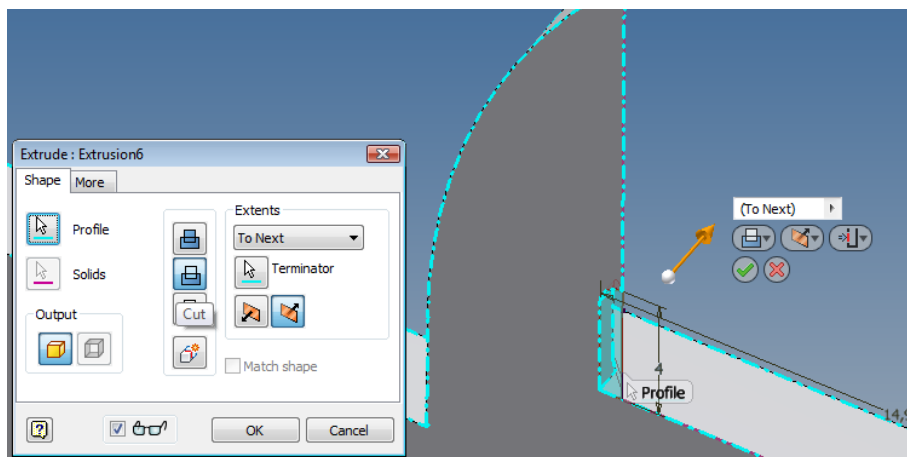 Extrude : Extrusion6
Shape
More
Profile
Solids
Output
Cut
Extents
To Next
Terminator
Match shape
OK
Cancel
(To Next)
4
Profile